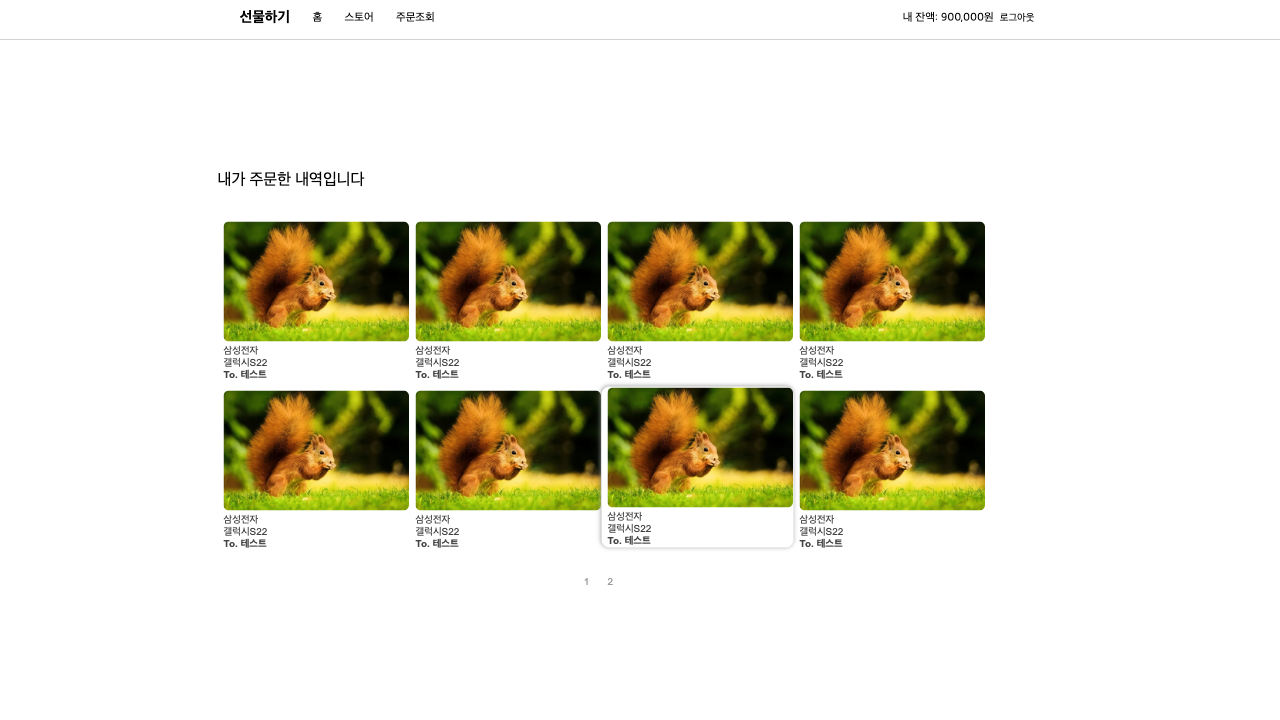 선물하기 홈 스토어 주문조회 내 잔액: 900,000원 로그아웃
내가 주문한 내역입니다
삼성전자
갤럭시S22
To. 테스트
삼성전자
갤럭시S22
To. 테스트
삼성전자
갤럭시S22
To. 테스트
삼성전자
갤럭시S22
To. 테스트
삼성전자
갤럭시S22
To. 테스트
삼성전자
갤럭시S22
To. 테스트
삼성전자
갤럭시S22
To. 테스트
삼성전자
갤럭시S22
To. 테스트
1 2